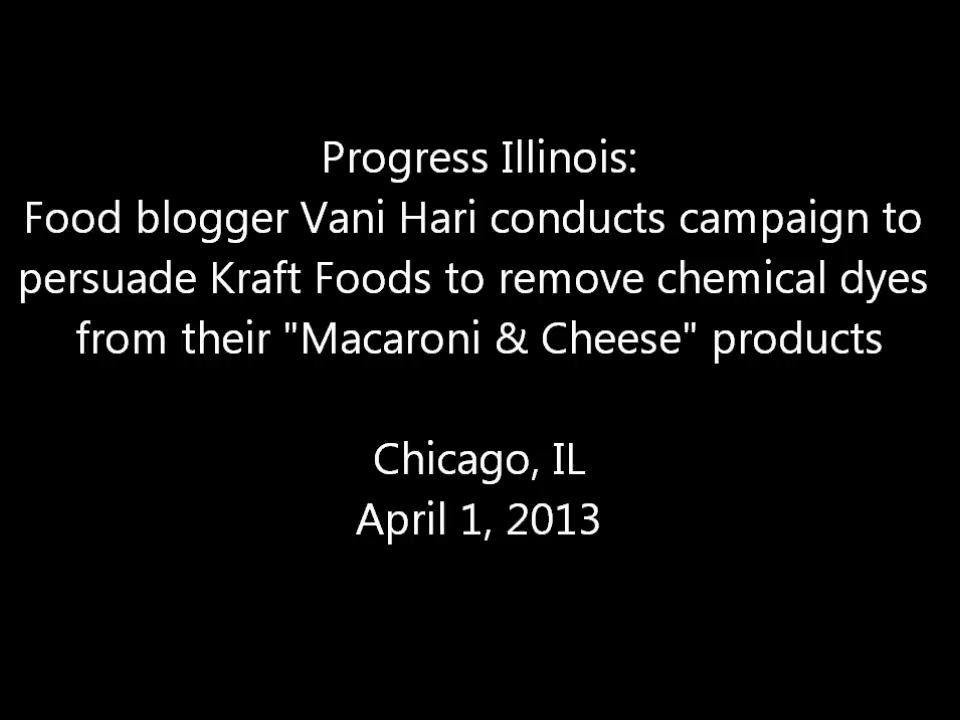 Progress Illinois:
Food blogger Vani Hari conducts campaign to
persuade Kraft Foods to remove chemical dyes
from their "Macaroni & Cheese" products
Chicago, IL
April 1, 2013